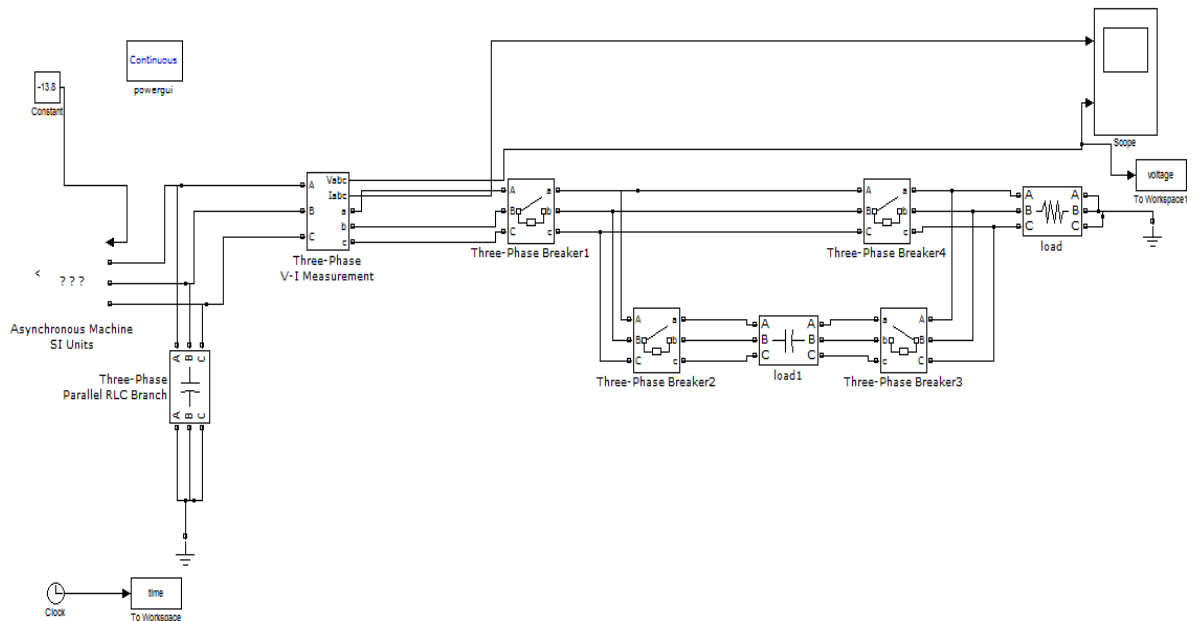 Continuous
powergui
-13.8
Constant
Scope
voltage
To Workspace1
A
B
C
Vabc
Iabc
a
b
c
Three-Phase
V-I Measurement
A
B
C
a
b
c
Three-Phase Breaker1
A
B
C
a
b
c
Three-Phase Breaker4
A
B
C
A
B
C
load
< ? ? ?
Asynchronous Machine
SI Units
A B C
A B C
Three-Phase
Parallel RLC Branch
A
B
C
a
b
c
Three-Phase Breaker2
A
B
C
A
B
C
load1
a
b
c
A
B
C
Three-Phase Breaker3
Clock
time
To Workspace